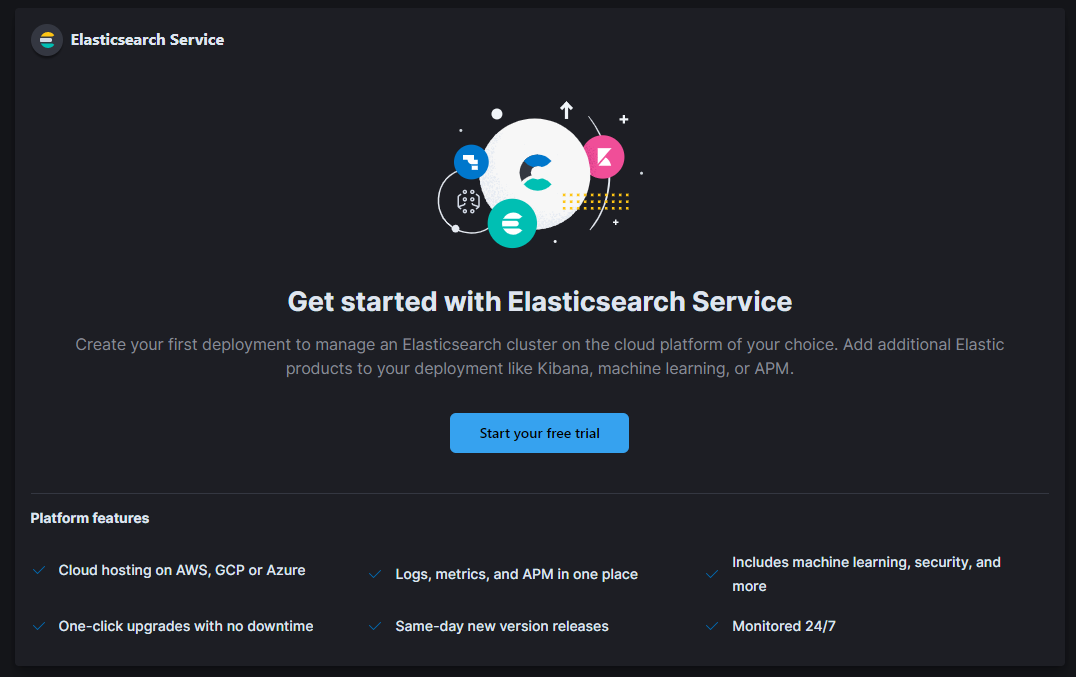 Elasticsearch Service
Get started with Elasticsearch Service
Create your first deployment to manage an Elasticsearch cluster on the cloud platform of your choice. Add additional Elastic
products to your deployment like Kibana, machine learning, or APM.
Start your free trial
Platform features
Cloud hosting on AWS, GCP or Azure
Logs, metrics, and APM in one place
Includes machine learning, security, and
more
One-click upgrades with no downtime
Same-day new version releases
Monitored 24/7